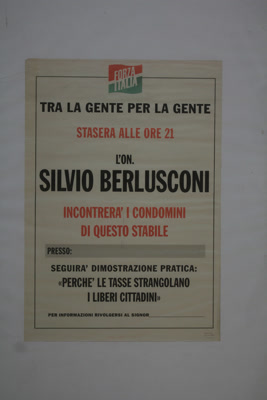 FORZA
ITALIA
TRA LA GENTE PER LA GENTE
STASERA ALLE ORE 21
L'ON.
SILVIO BERLUSCONI
INCONTRERA' I CONDOMINI
DI QUESTO STABILE
PRESSO:
SEGUIRA' DIMOSTRAZIONE PRATICA:
«PERCHE' LE TASSE STRANGOLANO
I LIBERI CITTADINI»
PER INFORMAZIONI RIVOLGERSI AL SIGNOR